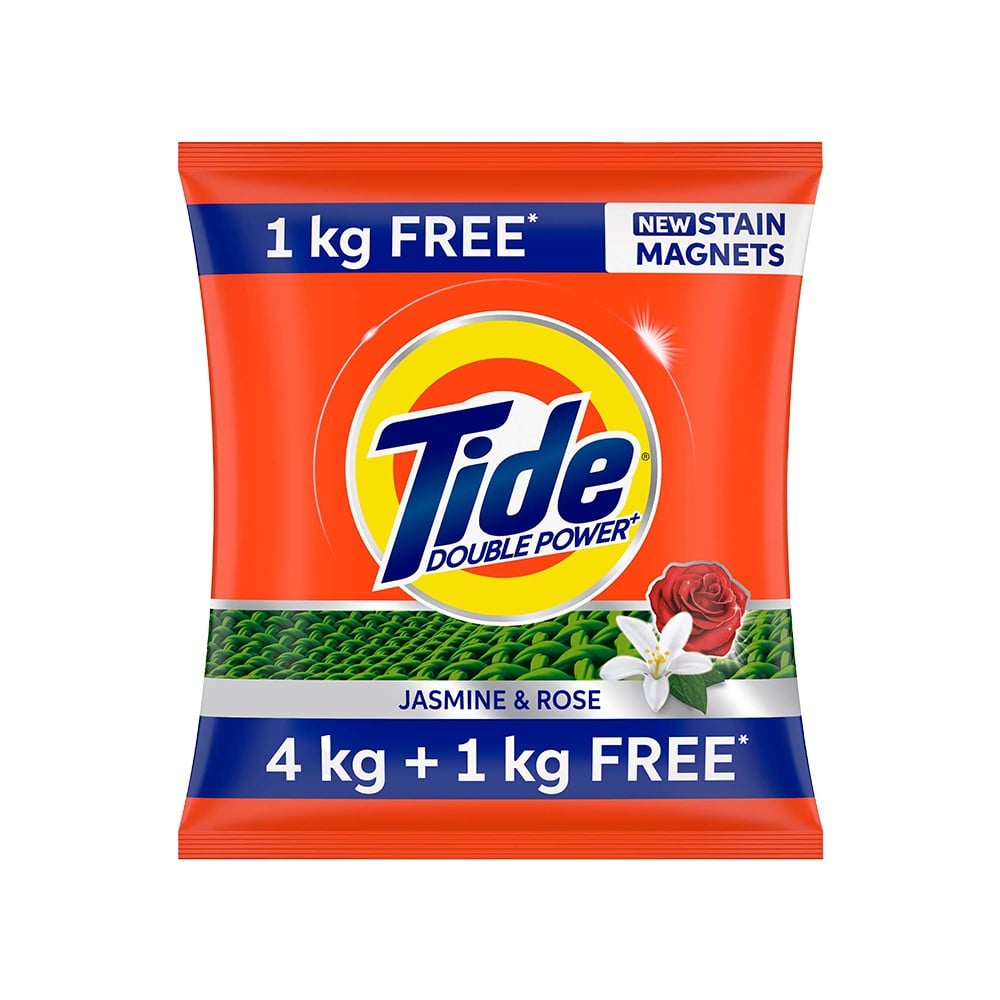 1 kg FREE*
NEW STAIN
MAGNETS
Tide®
DOUBLE POWER+
JASMINE & ROSE
4 kg + 1 kg FREE*